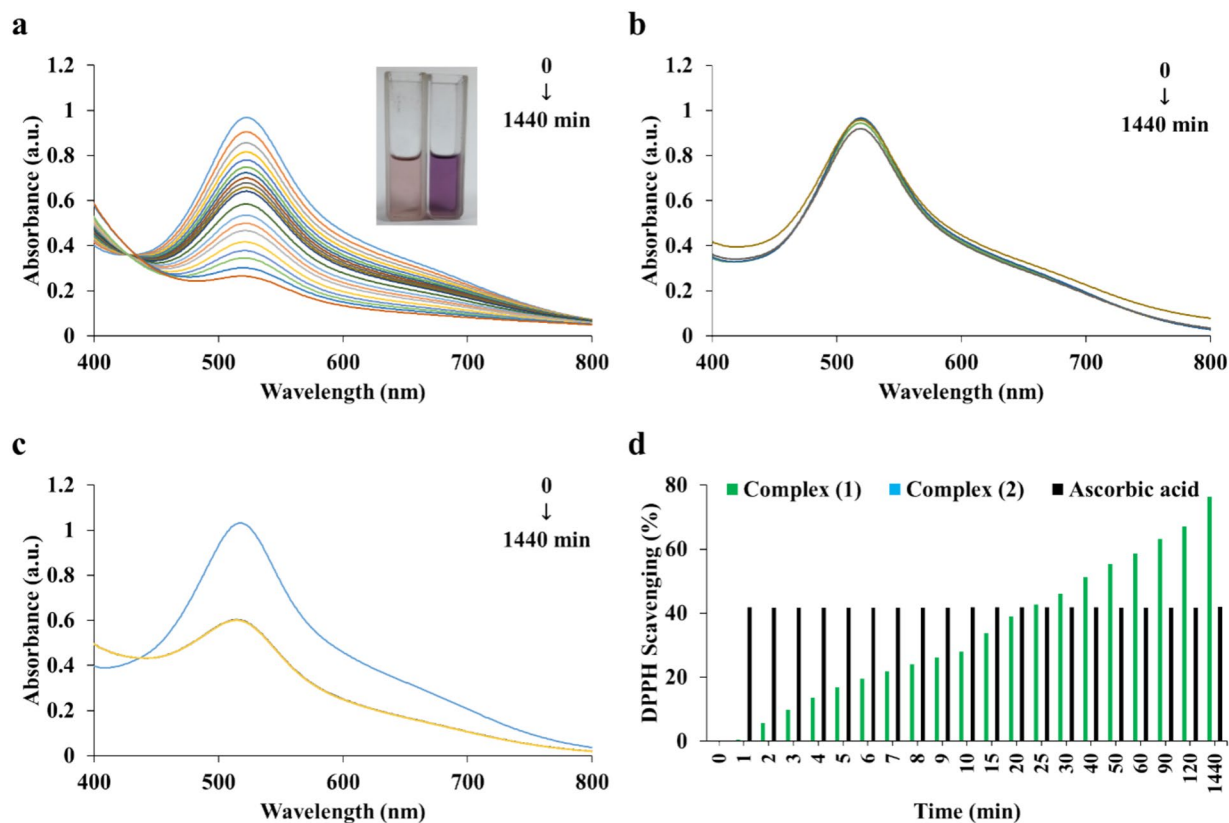 a
1.2
1
0.8
0.6
0.4
0.2
0
Absorbance (a.u.)
0
↓
1440 min
400 500 600 700 800
Wavelength (nm)
b
1.2
1
0.8
0.6
0.4
0.2
0
Absorbance (a.u.)
0
↓
1440 min
400 500 600 700 800
Wavelength (nm)
c
1.2
1
0.8
0.6
0.4
0.2
0
Absorbance (a.u.)
0
↓
1440 min
400 500 600 700 800
Wavelength (nm)
d
Complex (1) Complex (2) Ascorbic acid
80
60
40
20
0
DPPH Scavenging (%)
0 1 2 3 4 5 6 7 8 9 10 15 20 25 30 40 50 60 90 120 1440
Time (min)